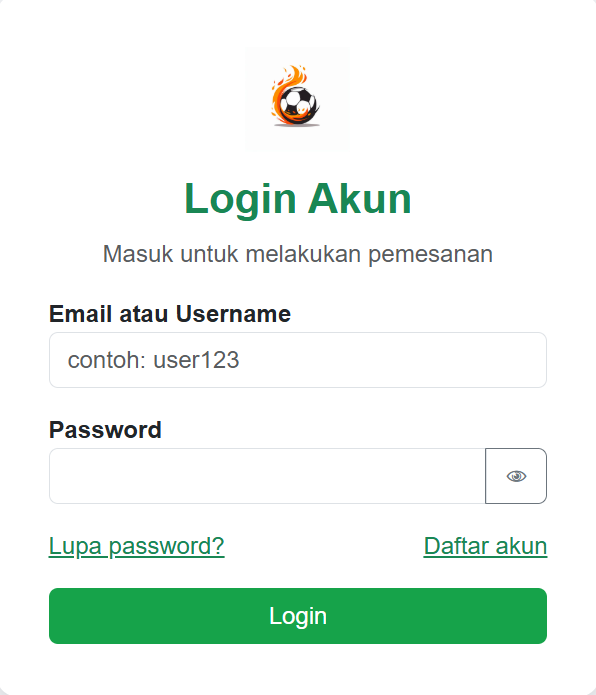 Login Akun
Masuk untuk melakukan pemesanan
Email atau Username
contoh: user123
Password
Lupa password? Daftar akun
Login